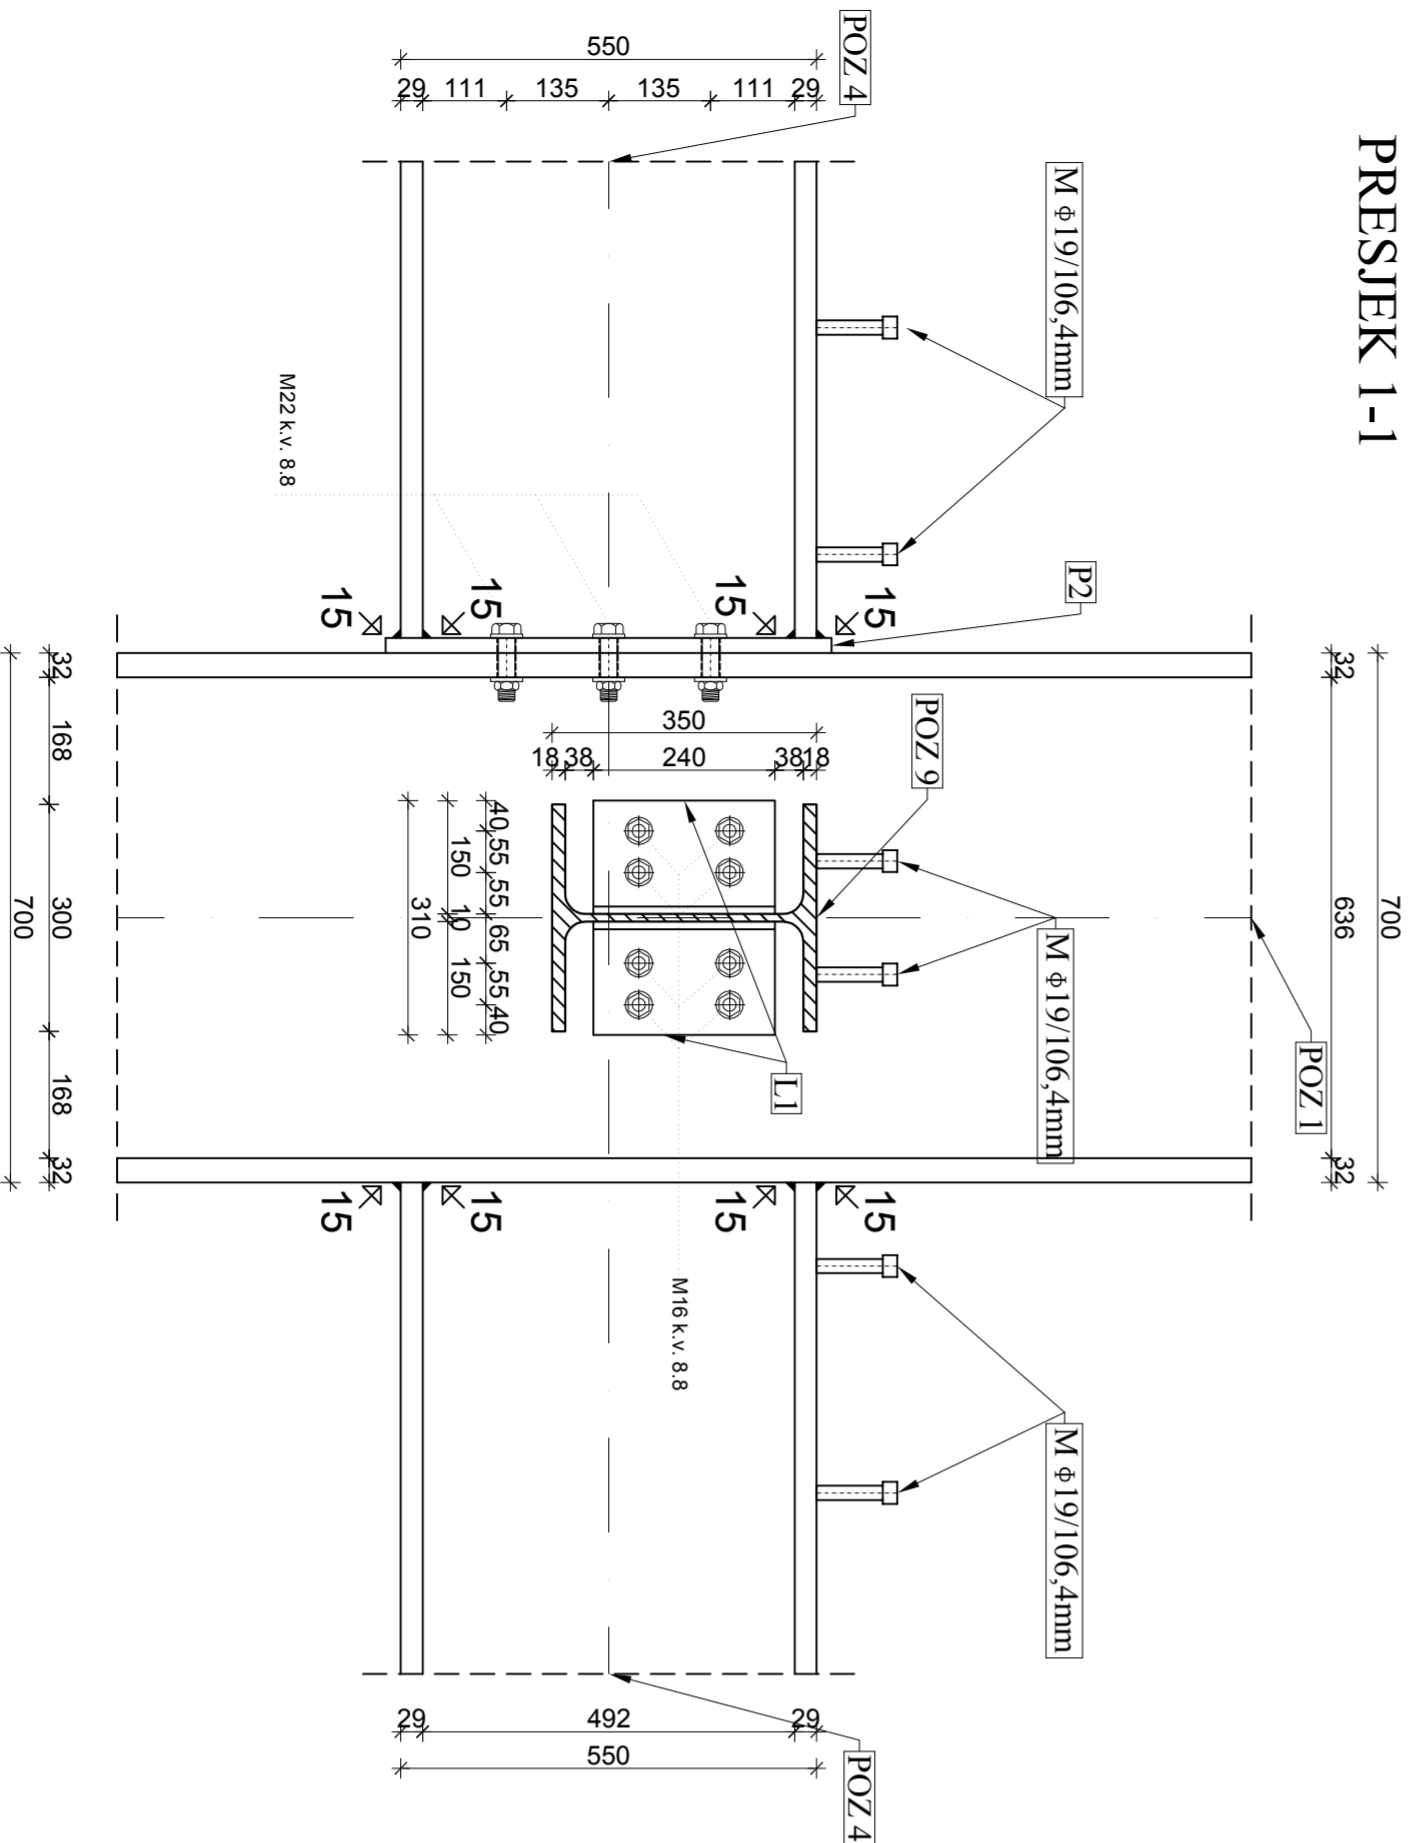 PRESJEK 1-1
POZ 4
M Φ19/106,4mm
550
29 111 135 135 111 29
M22 k.v. 8.8
P2
15
15
15
15
32 168 300 168 32
700
700
32 636 32
350
18 38 240 38 18
POZ 9
40 55 55 65 55 40
150 10 150
310
L1
M Φ19/106,4mm
POZ 1
15
15
15
15
M16 k.v. 8.8
M Φ19/106,4mm
29 492 29
550
POZ 4